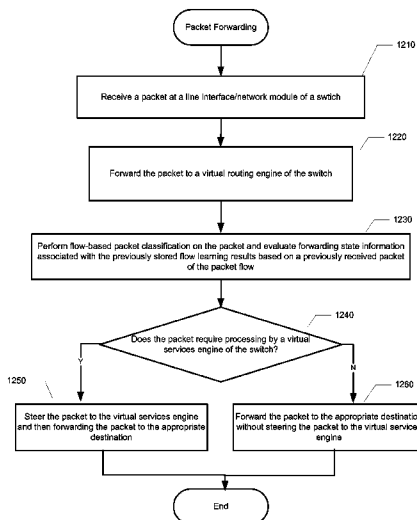 Packet Forwarding
1210
Receive a packet at a line interface/network module of a swtich
1220
Forward the packet to a virtual routing engine of the switch
1230
Perform flow-based packet classification on the packet and evaluate forwarding state information
associated with the previously stored flow learning results based on a previously received packet
of the packet flow
1240
Does the packet require processing by a virtual
services engine of the switch?
Y
N
1250
1260
Steer the packet to the virtual services engine
and then forwarding the packet to the appropriate
destination
Forward the packet to the appropriate destination
without steering the packet to the virtual services
engine
End